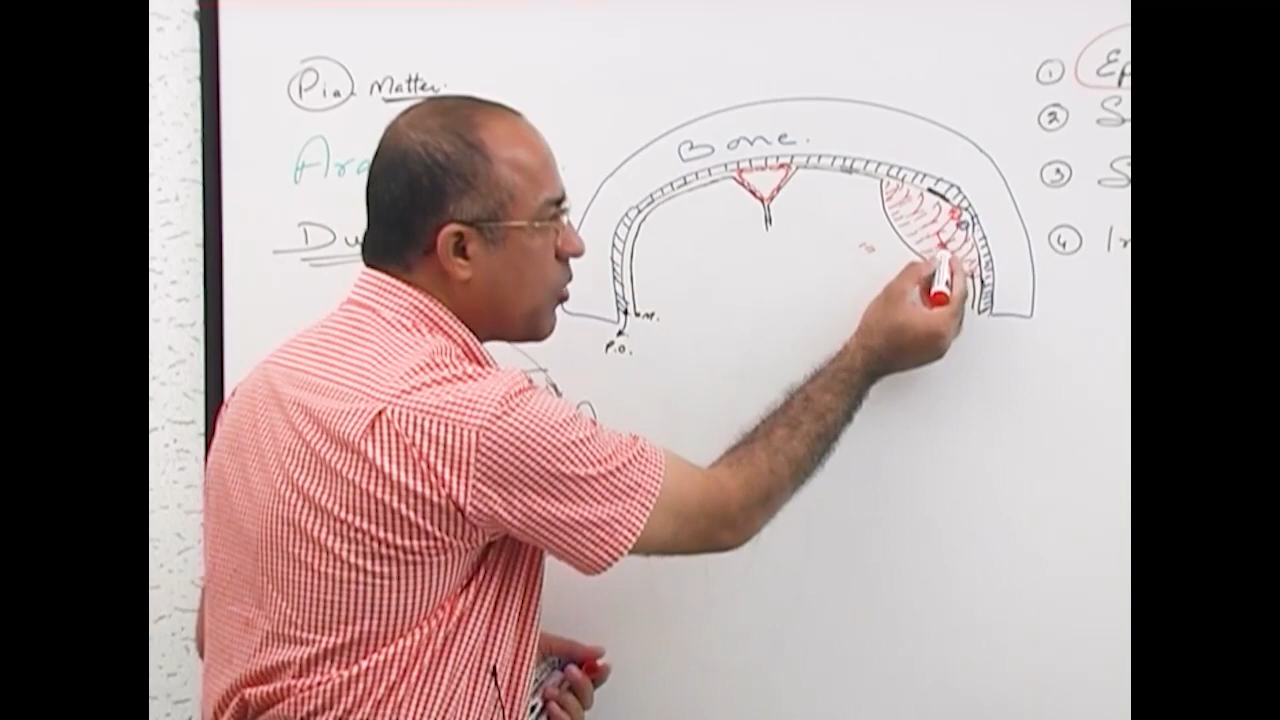 Pia Matter.
Ara
Du
Bone.
M.
P.O.
① Ep
② S
③ S
④ In